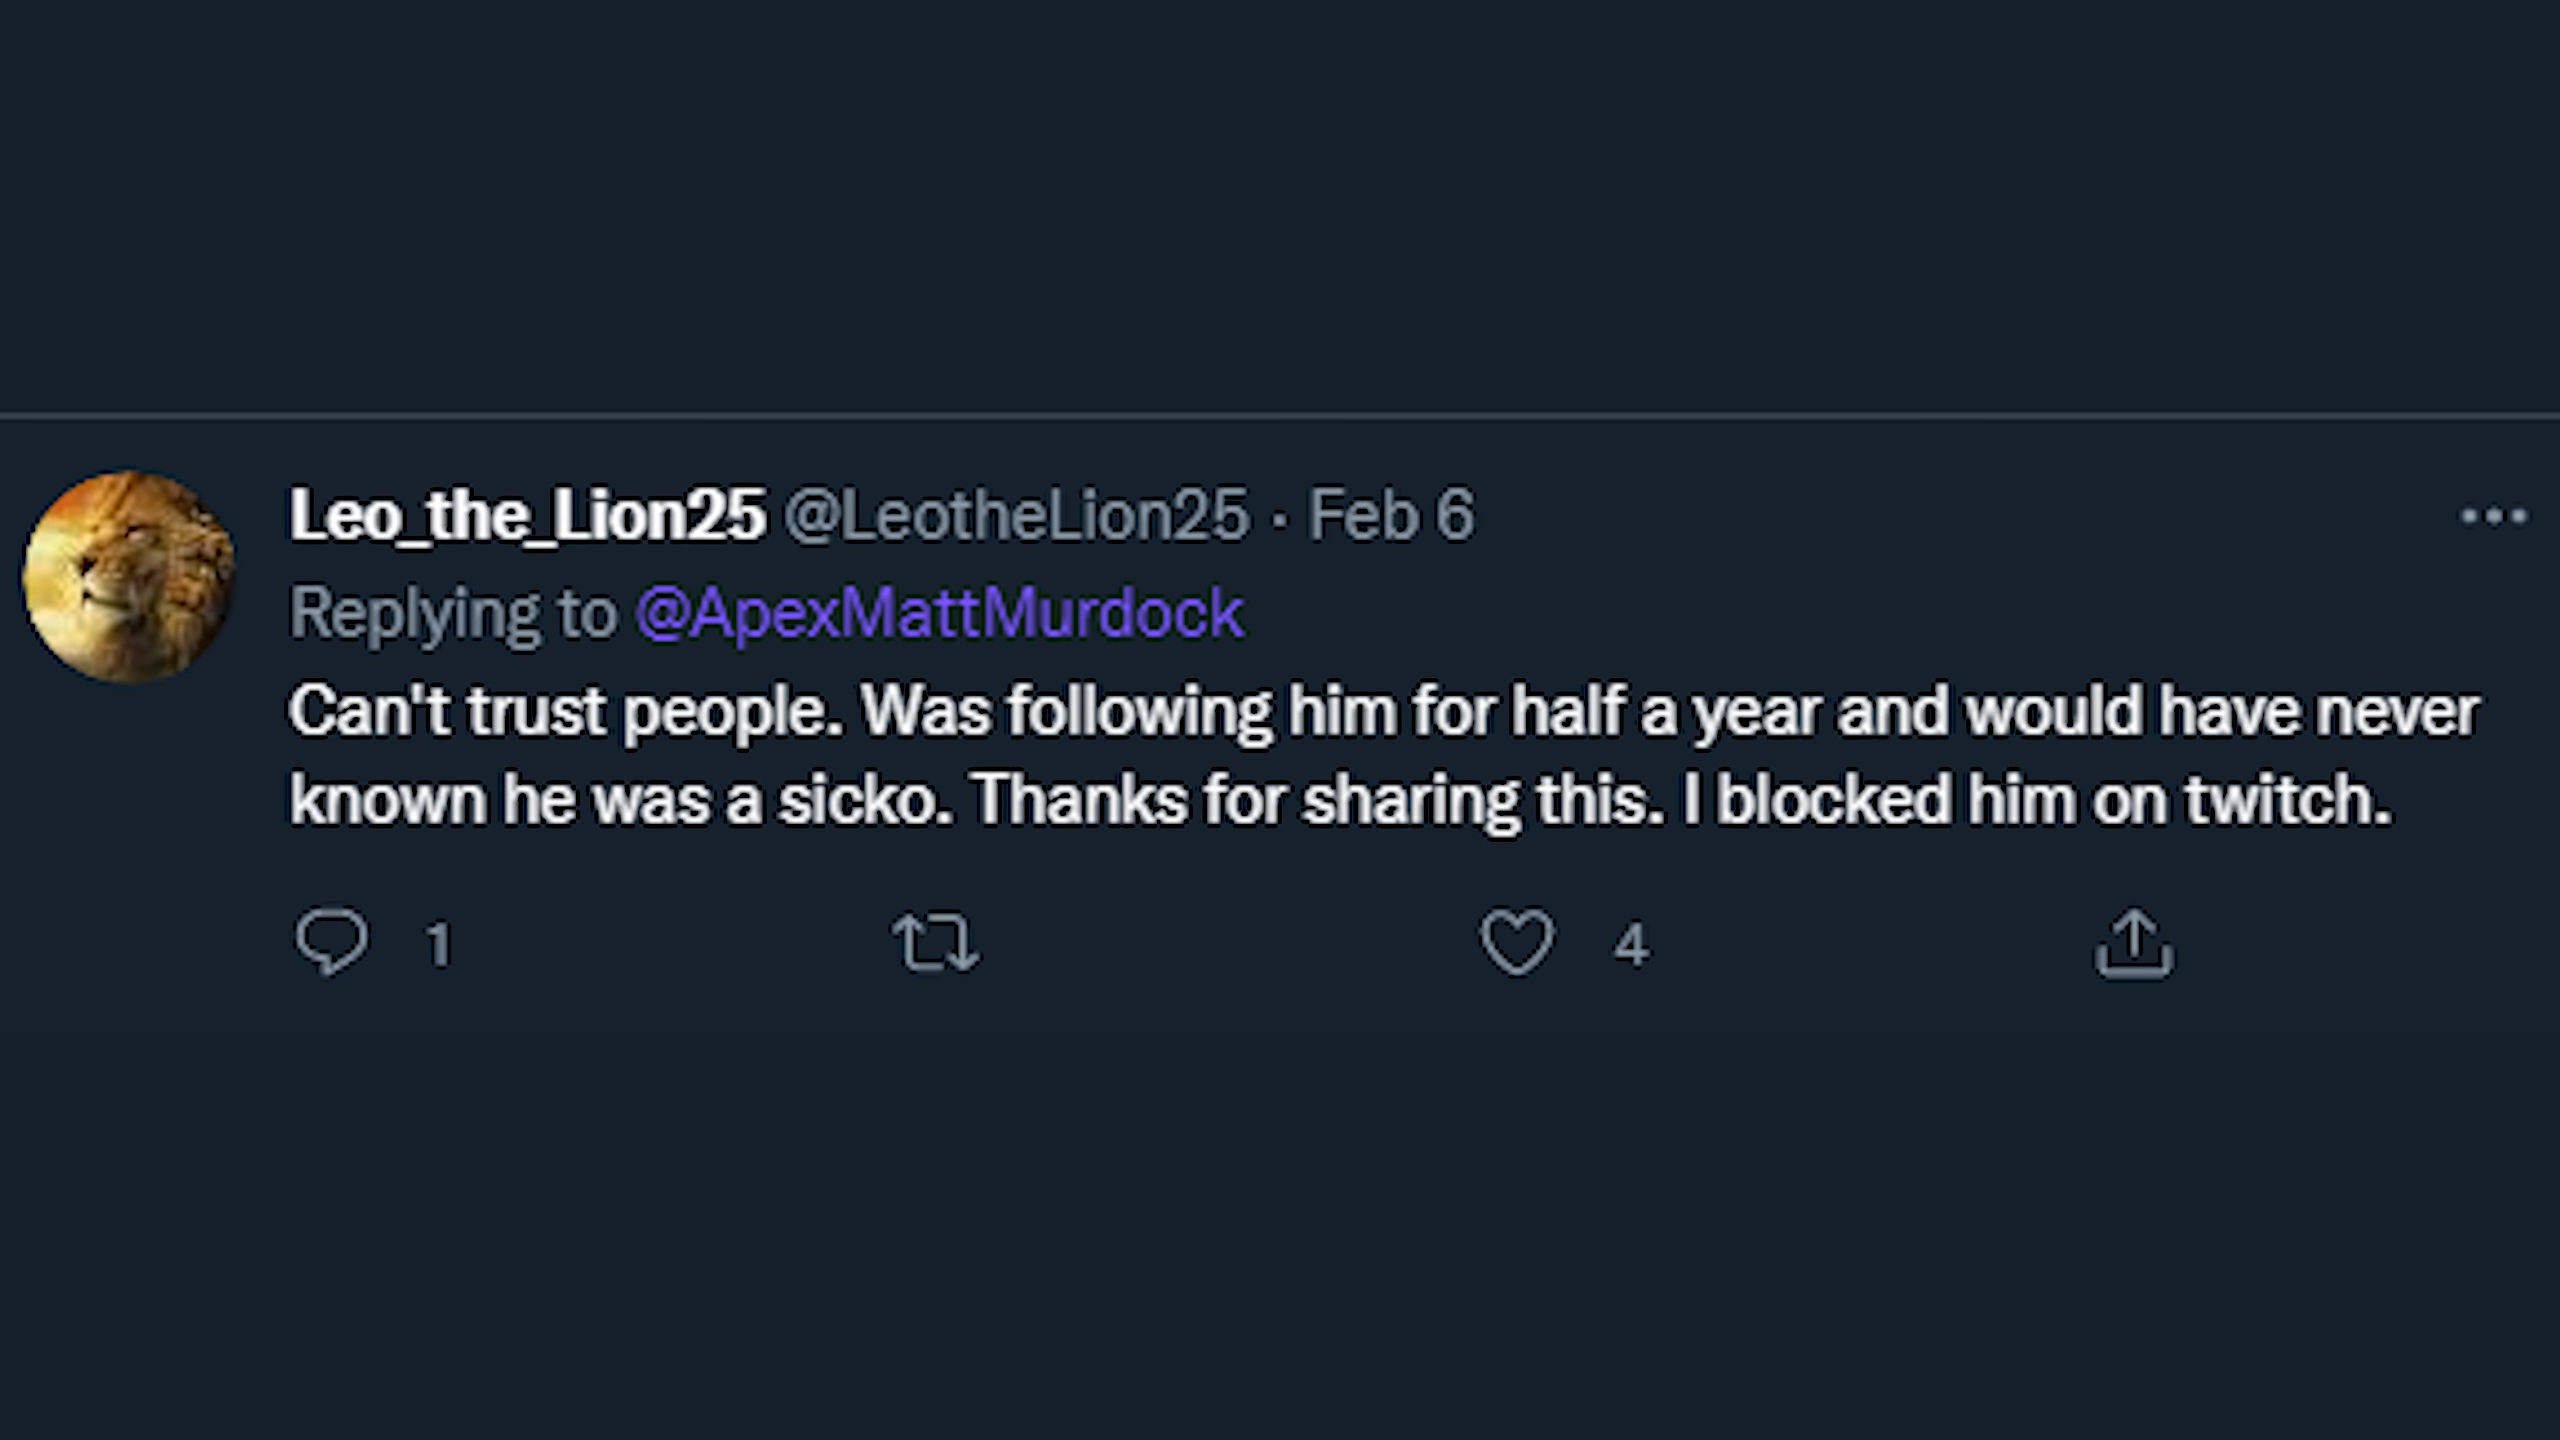 Leo_the_Lion25 @LeotheLion25 · Feb 6
Replying to @ApexMattMurdock
Can't trust people. Was following him for half a year and would have never
known he was a sicko. Thanks for sharing this. I blocked him on twitch.
1 4